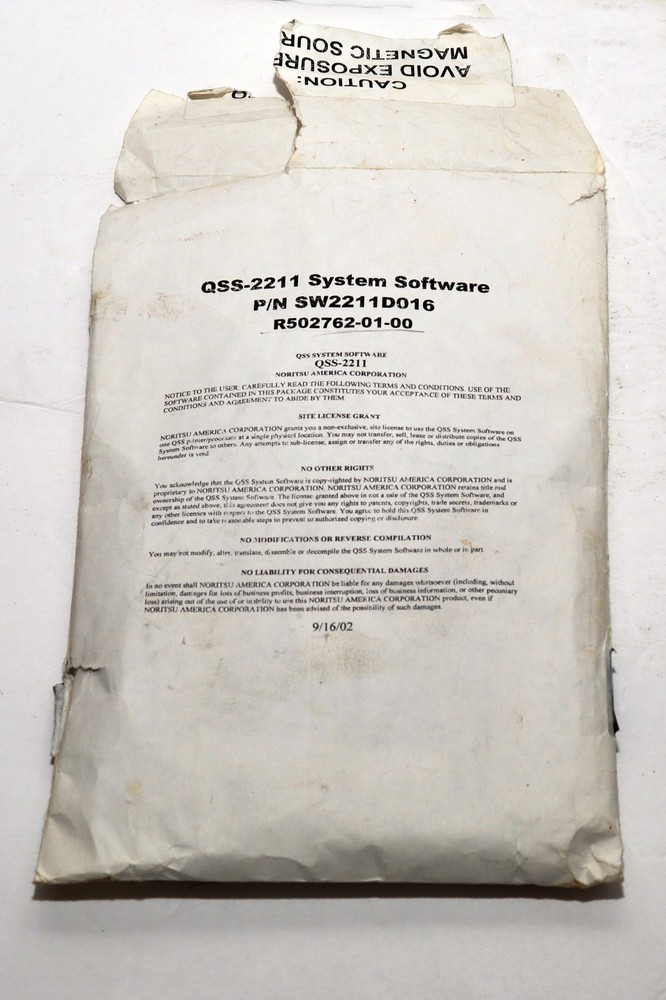 CAUTION:
AVOID EXPOSURE
MAGNETIC SOUR
QSS-2211 System Software
P/N SW2211D016
R502762-01-00
QSS SYSTEM SOFTWARE
QSS-2211
NORITSU AMERICA CORPORATION
NOTICE TO THE USER: CAREFULLY READ THE FOLLOWING TERMS AND CONDITIONS. USE OF THE
SOFTWARE CONTAINED IN THIS PACKAGE CONSTITUTES YOUR ACCEPTANCE OF THESE TERMS AND
CONDITIONS AND AGREEMENT TO ABIDE BY THEM.
SITE LICENSE GRANT
NORITSU AMERICA CORPORATION grants you a non-exclusive, site license to use the QSS System Software on
one QSS printer/processor at a single physical location. You may not transfer, sell, lease or distribute copies of the QSS
System Software to others. Any attempts to sub-license, assign or transfer any of the rights, duties or obligations
hereunder is void.
NO OTHER RIGHTS
You acknowledge that the QSS System Software is copy-righted by NORITSU AMERICA CORPORATION and is
proprietary to NORITSU AMERICA CORPORATION. NORITSU AMERICA CORPORATION retains title and
ownership of the QSS System Software. The license granted above is not a sale of the QSS Software, and
except as stated above, this agreement does not give you any rights to patents, copyrights, trade secrets, trademarks or
any other licenses with respect to the QSS System Software. You agree to hold this QSS System Software in
confidence and to take reasonable steps to prevent unauthorized copying or disclosure.
NO MODIFICATIONS OR REVERSE COMPILATION
You may not modify, alter, translate, dissemble or decompile the QSS System Software in whole or in part.
NO LIABILITY FOR CONSEQUENTIAL DAMAGES
In no event shall NORITSU AMERICA CORPORATION be liable for any damages whatsoever (including, without
limitation, damages for loss of business profits, business interruption, loss of business information, or other pecuniary
loss) arising out of the use of or inability to use this NORITSU AMERICA CORPORATION product, even if
NORITSU AMERICA CORPORATION has been advised of the possibility of such damages.
9/16/02